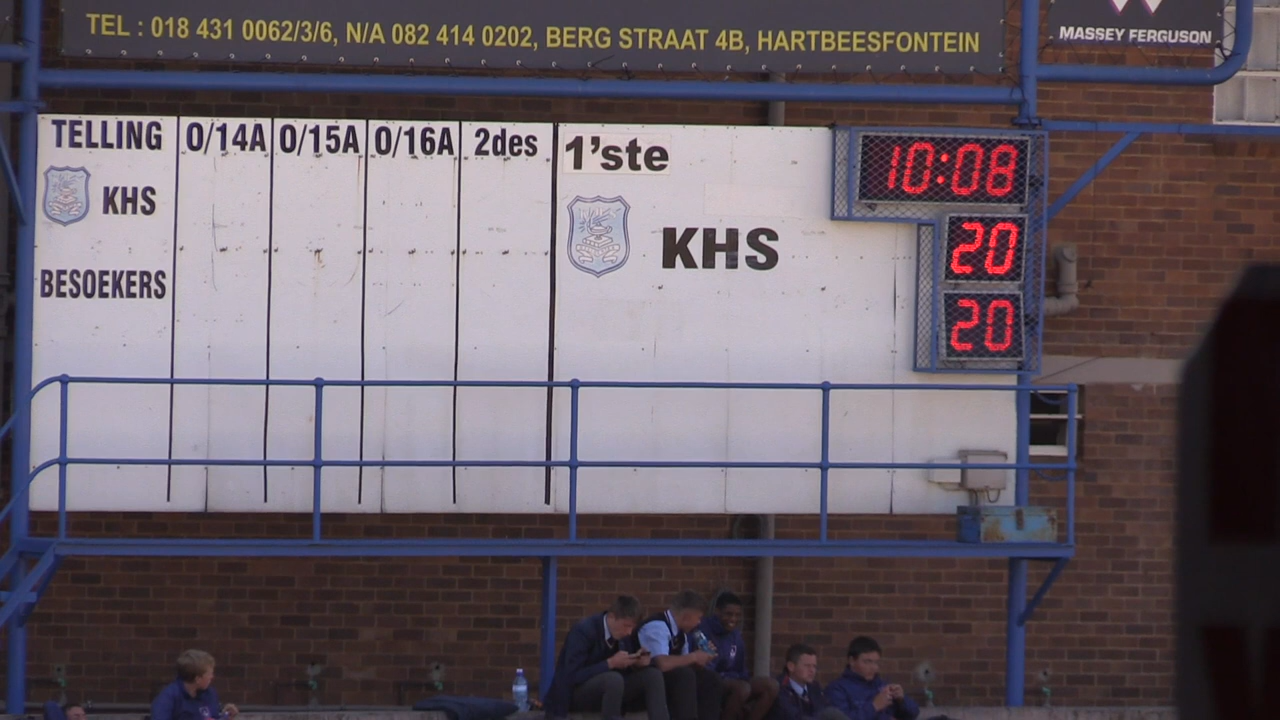 TEL : 018 431 0062/3/6, N/A 082 414 0202, BERG STRAAT 4B, HARTBEESFONTEIN
MASSEY FERGUSON
TELLING 0/14A 0/15A 0/16A 2des 1'ste 10:08
KHS KHS 20
BESOEKERS 20